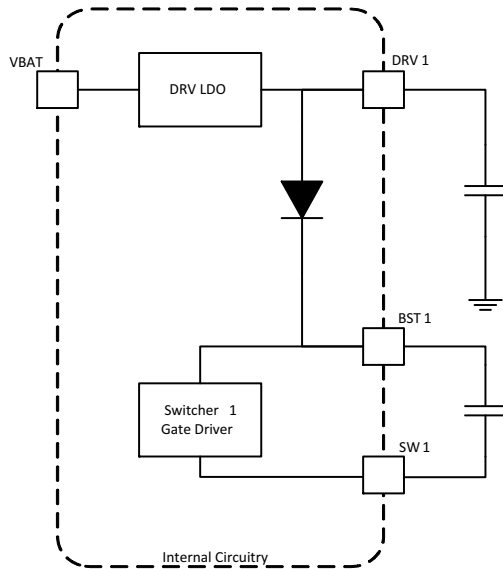 VBAT
DRV 1
DRV LDO
BST 1
Switcher 1
Gate Driver
SW 1
Internal Circuitry